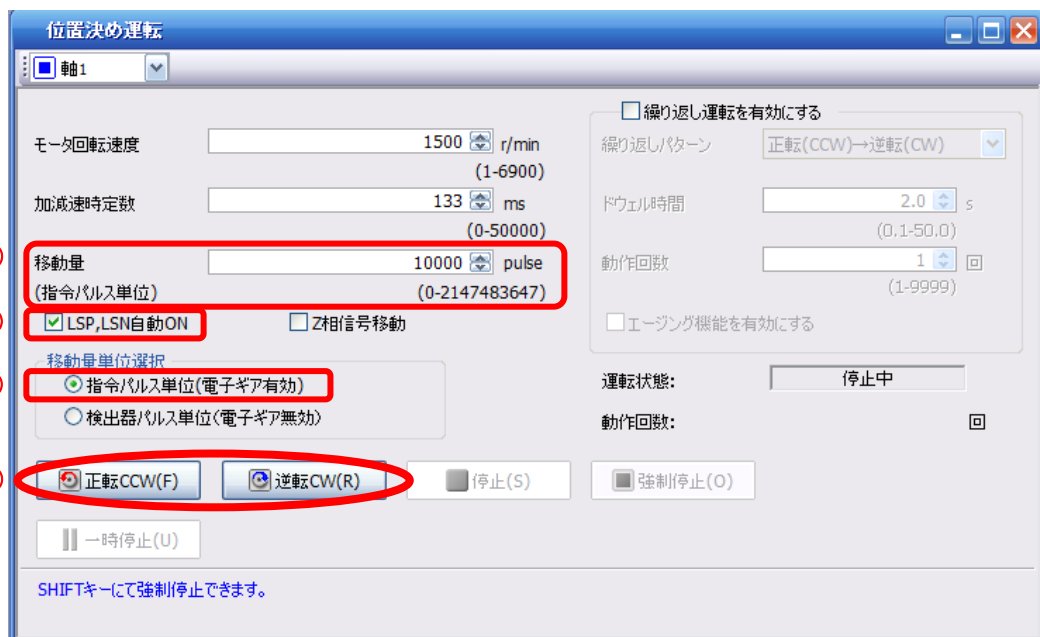 位置決め運転
軸1
モータ回転速度 1500 r/min
(1-6900)
加減速時定数 133 ms
(0-50000)
移動量 10000 pulse
(指令パルス単位) (0-2147483647)
LSP,LSN自動ON Z相信号移動
移動量単位選択
指令パルス単位(電子ギア有効)
検出器パルス単位(電子ギア無効)
繰り返し運転を有効にする
繰り返しパターン 正転(CCW)→逆転(CW)
ドウェル時間 2.0 s
(0.1-50.0)
動作回数 1 回
(1-9999)
エージング機能を有効にする
運転状態: 停止中
動作回数: 回
正転CCW(F) 逆転CW(R) 停止(S) 強制停止(O)
一時停止(U)
SHIFTキーにて強制停止できます。